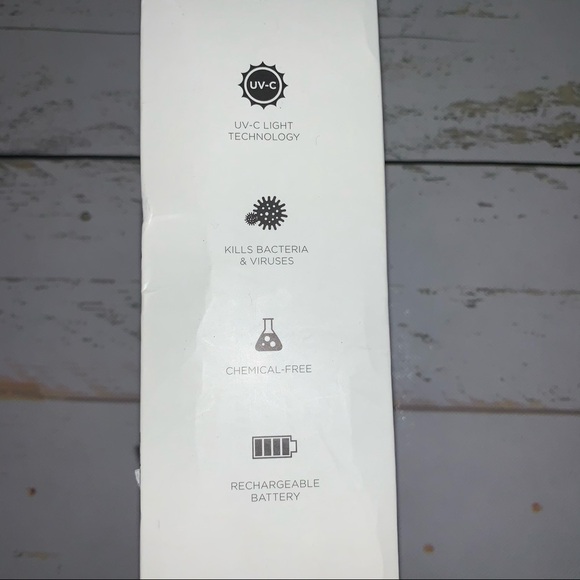 UV-C
UV-C LIGHT
TECHNOLOGY
KILLS BACTERIA
& VIRUSES
CHEMICAL-FREE
RECHARGEABLE
BATTERY